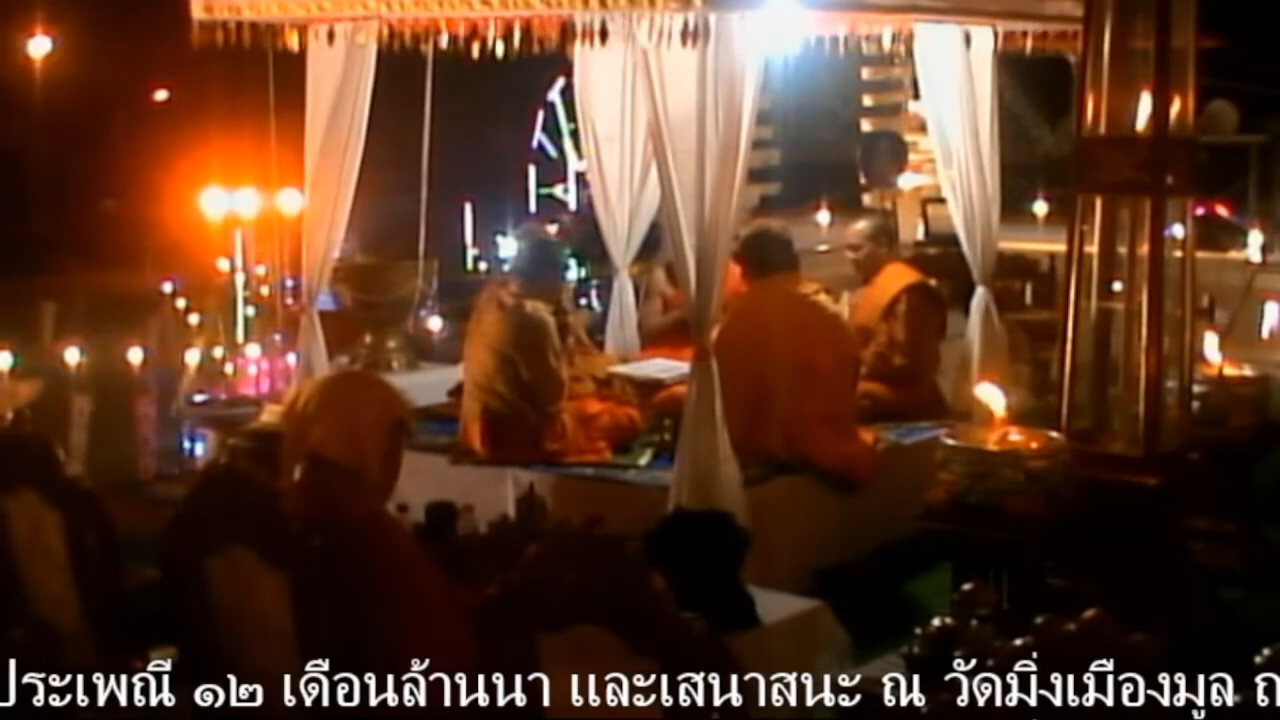 ประเพณี ๑๒ เดือนล้านนา และเสนาสนะ ณ วัดมิ่งเมืองมูล